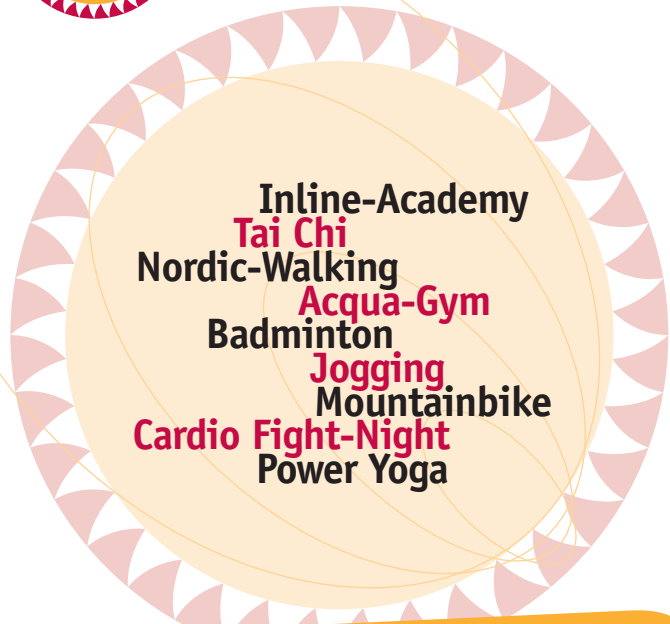 Inline-Academy
Tai Chi
Nordic-Walking
Acqua-Gym
Badminton
Jogging
Mountainbike
Cardio Fight-Night
Power Yoga